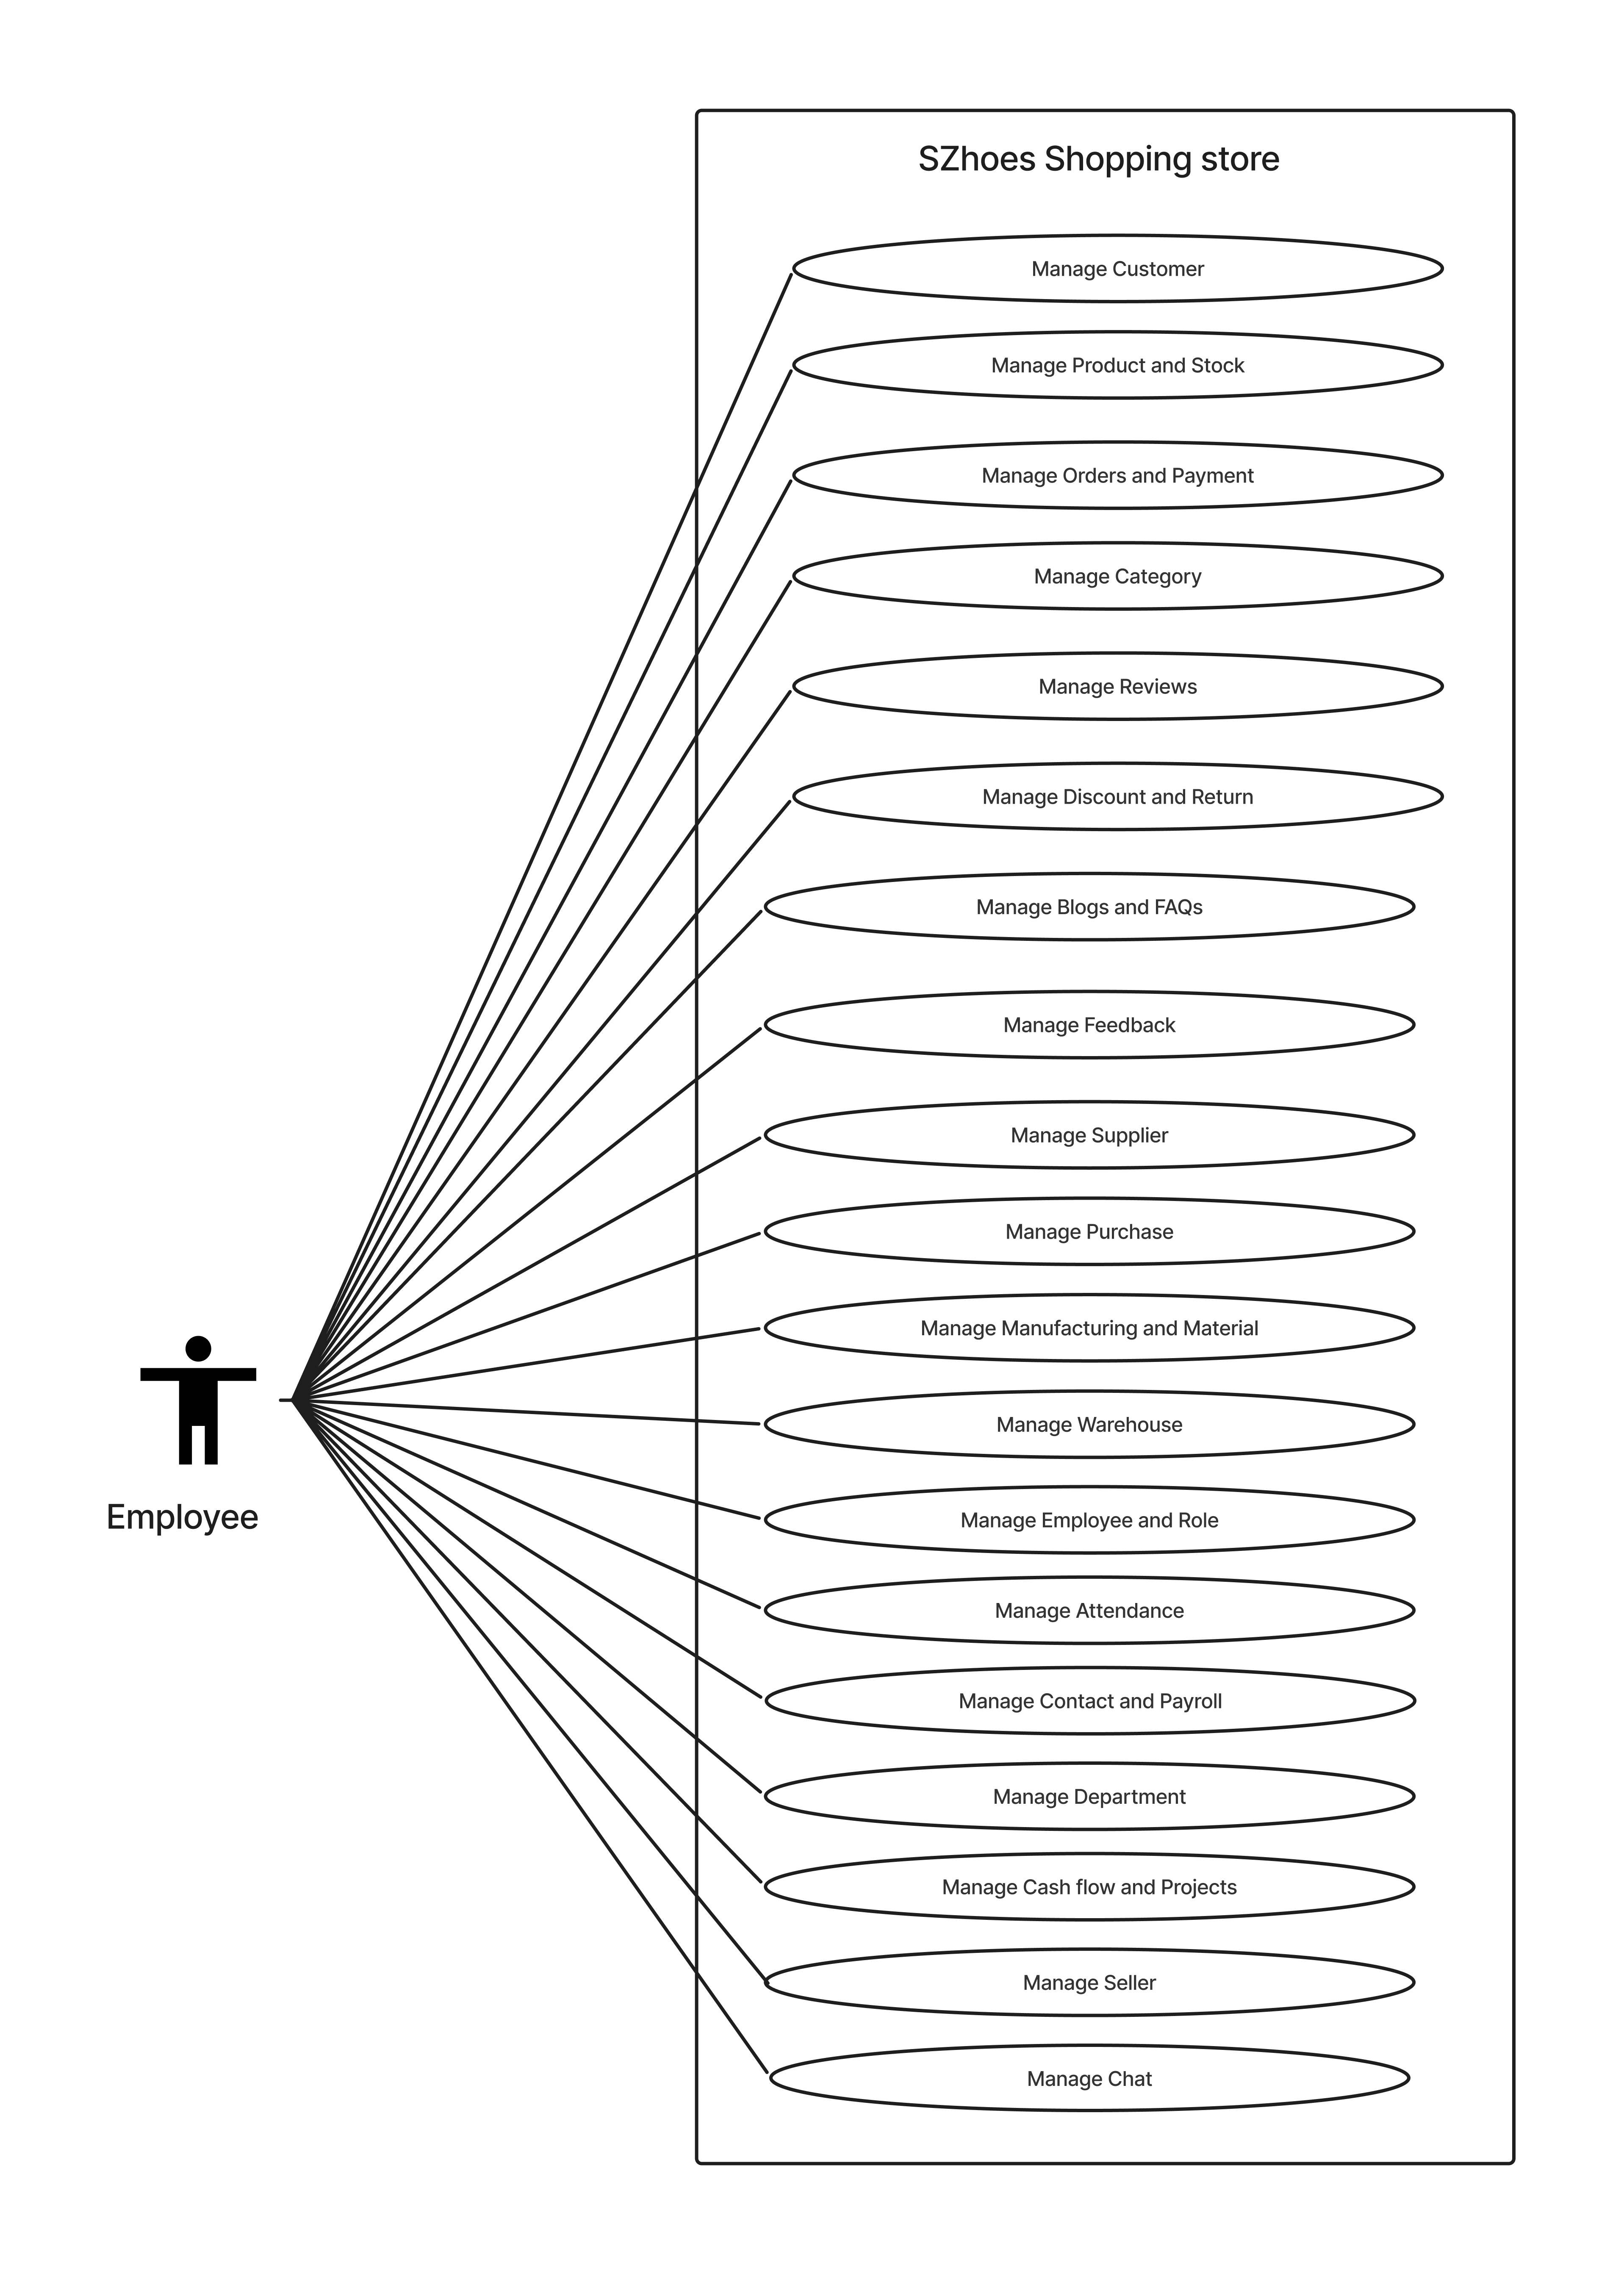 SZhoes Shopping store
Manage Customer
Manage Product and Stock
Manage Orders and Payment
Manage Category
Manage Reviews
Manage Discount and Return
Manage Blogs and FAQs
Manage Feedback
Manage Supplier
Manage Purchase
Manage Manufacturing and Material
Manage Warehouse
Manage Employee and Role
Manage Attendance
Manage Contact and Payroll
Manage Department
Manage Cash flow and Projects
Manage Seller
Manage Chat
Employee